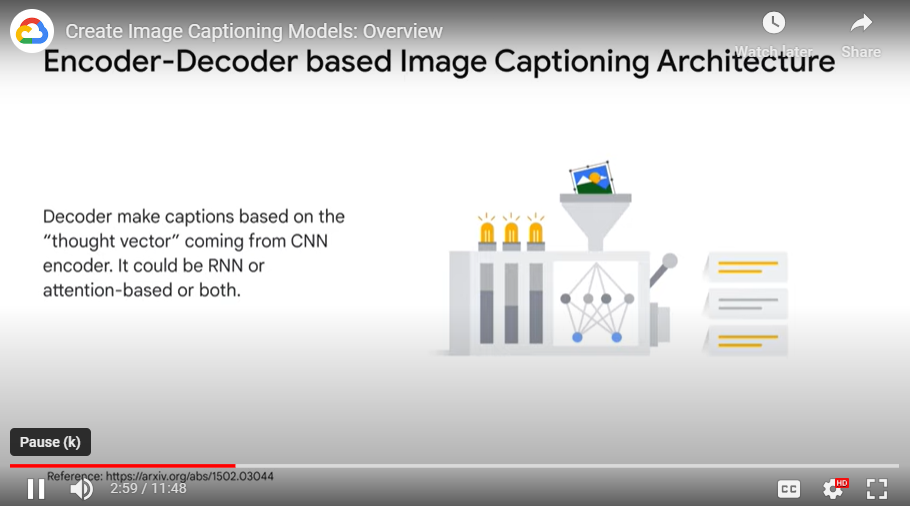 Create Image Captioning Models: Overview
Watch later
Share
Encoder-Decoder based Image Captioning Architecture
Decoder make captions based on the
“thought vector” coming from CNN
encoder. It could be RNN or
attention-based or both.
Pause (k)
Reference: https://arxiv.org/abs/1502.03044
2:59 / 11:48
CC
HD